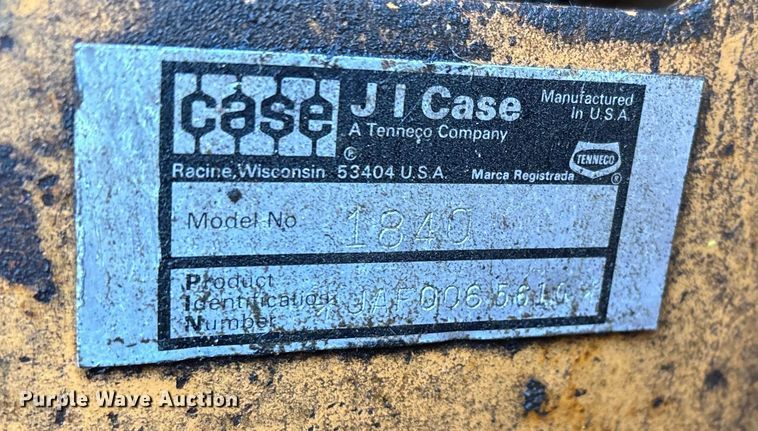 case
J I Case
A Tenneco Company
Manufactured
In U.S.A.
®
Racine, Wisconsin 53404 U.S.A.
TENNECO
®
Marca Registrada
Model No 1840
Product
Identification
Number
Purple Wave Auction